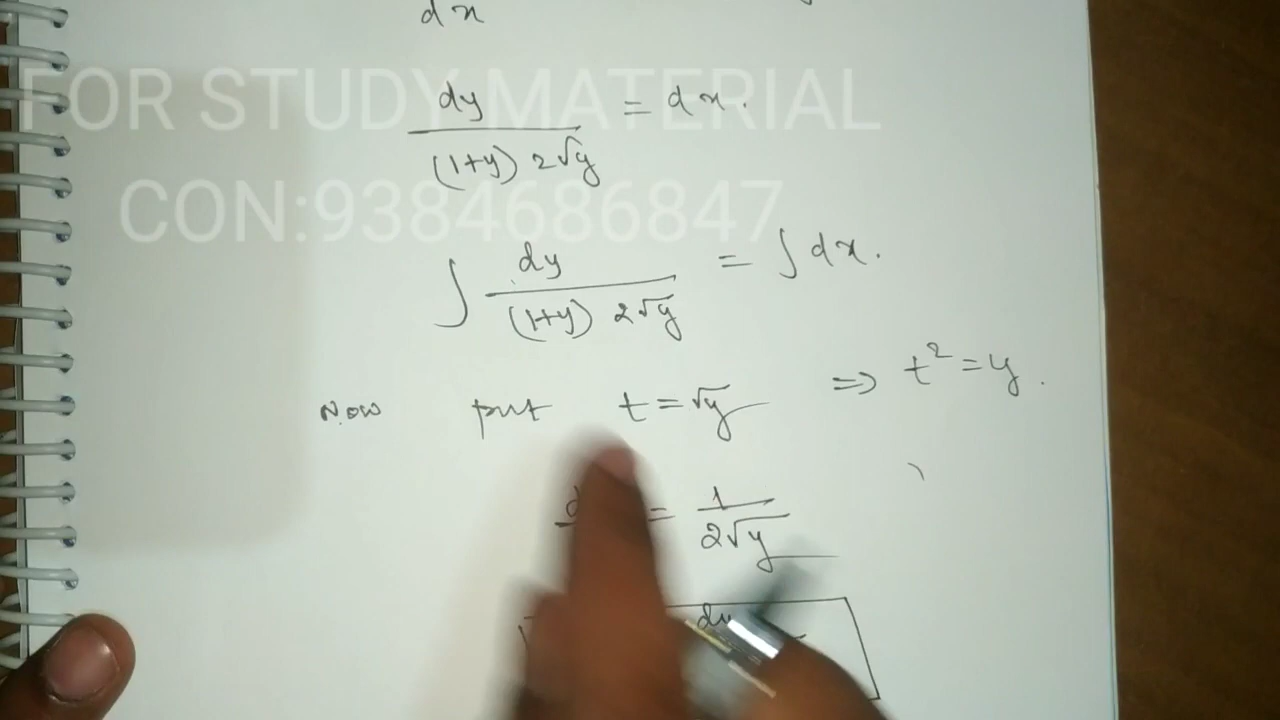 dx
FOR STUDY MATERIAL
dy / (1+y) 2√y = dx.
CON:9384686847
∫ dy / (1+y) 2√y = ∫ dx.
Now put t = √y ⇒ t² = y.
= 1 / 2√y
dy